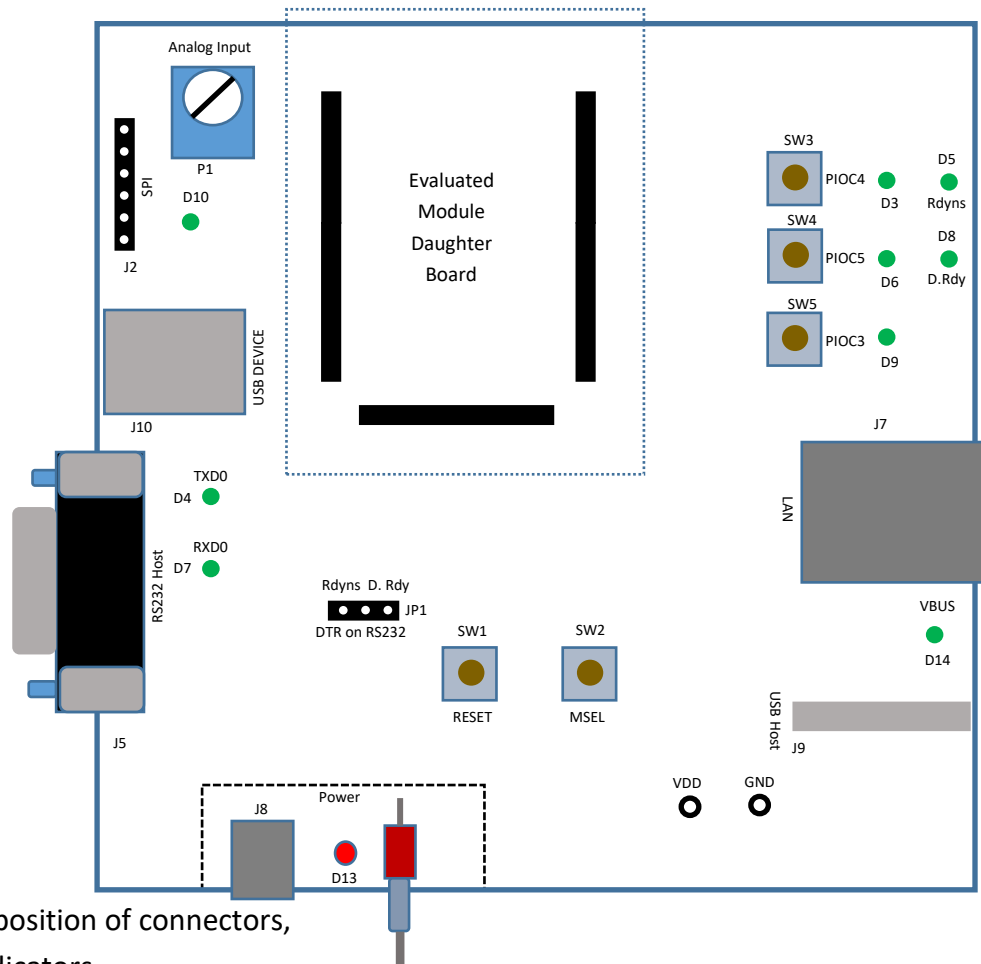 Analog Input
P1
D10
SPI
J2
Evaluated
Module
Daughter
Board
SW3
PIOC4
D3
D5
Rdyns
SW4
PIOC5
D6
D8
D.Rdy
SW5
PIOC3
D9
USB DEVICE
J10
J7
LAN
TXD0
D4
RXD0
D7
RS232 Host
J5
Rdyns D. Rdy
JP1
DTR on RS232
SW1
RESET
SW2
MSEL
VBUS
D14
USB Host
J9
VDD
GND
Power
J8
D13
position of connectors,